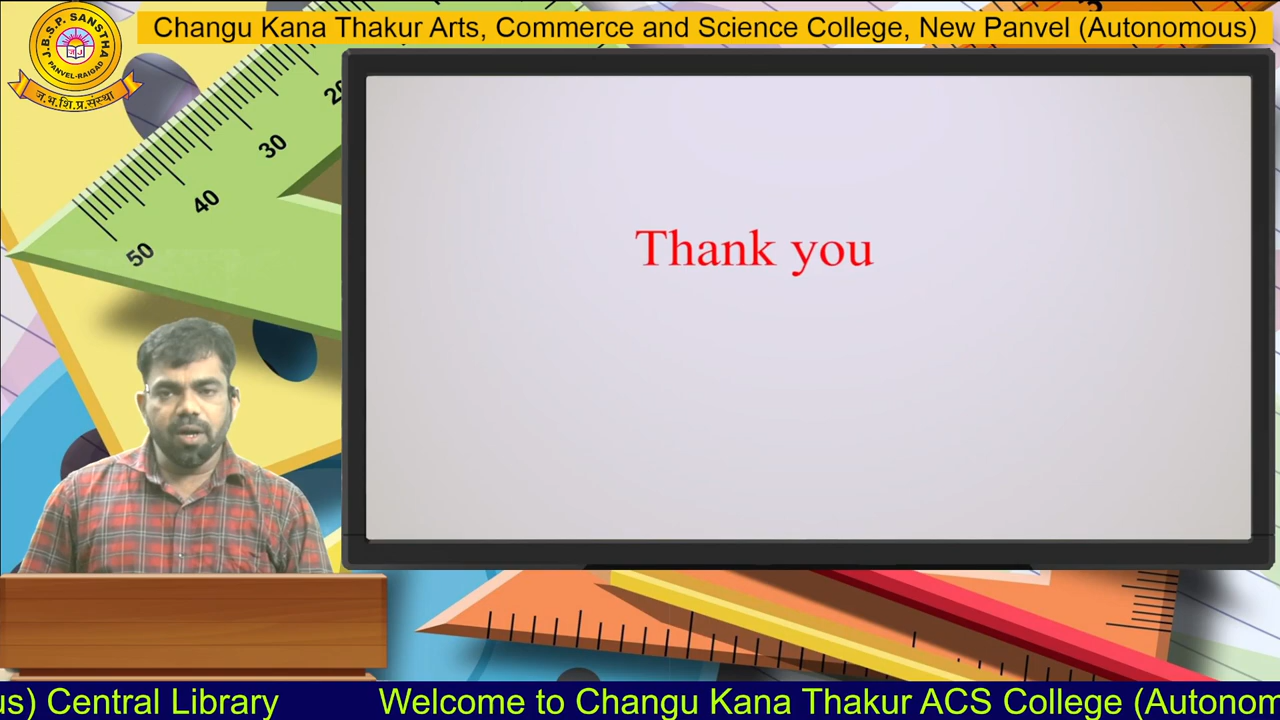 Changu Kana Thakur Arts, Commerce and Science College, New Panvel (Autonomous)
J.B.S.P. SANSTHA
PANVEL-RAIGAD
ज.भ.शि.प्र.संस्था
20
30
40
50
Thank you
us) Central Library Welcome to Changu Kana Thakur ACS College (Autonom